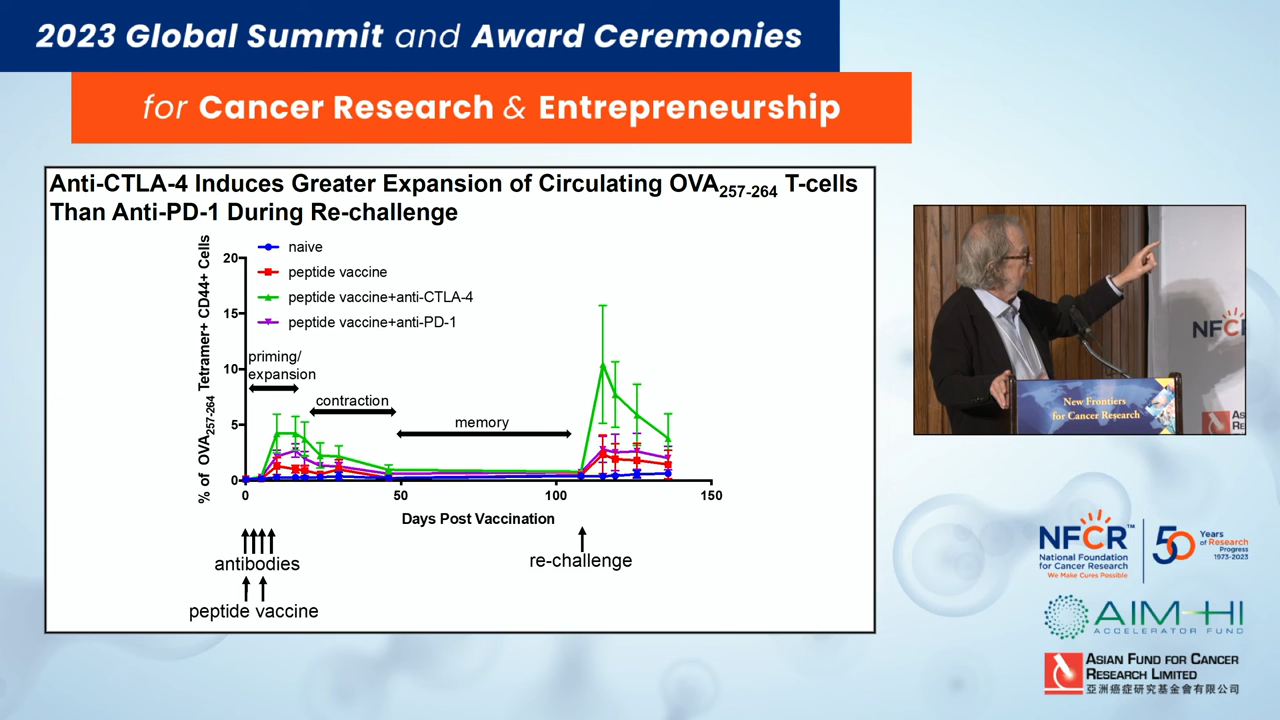 2023 Global Summit and Award Ceremonies
for Cancer Research & Entrepreneurship
Anti-CTLA-4 Induces Greater Expansion of Circulating OVA257-264 T-cells
Than Anti-PD-1 During Re-challenge
% of OVA257-264 Tetramer+ CD44+ Cells
naive
peptide vaccine
peptide vaccine+anti-CTLA-4
peptide vaccine+anti-PD-1
20
15
10
5
0
priming/
expansion
contraction
memory
0 50 100 150
Days Post Vaccination
antibodies
re-challenge
peptide vaccine
NFCR
New Frontiers
for Cancer Research
As
Re
NFCR™
National Foundation
for Cancer Research
We Make Cures Possible
50 Years
of Research
Progress
1973-2023
AIM-HI
ACCELERATOR FUND
Asian Fund for Cancer
Research Limited
亞洲癌症研究基金會有限公司